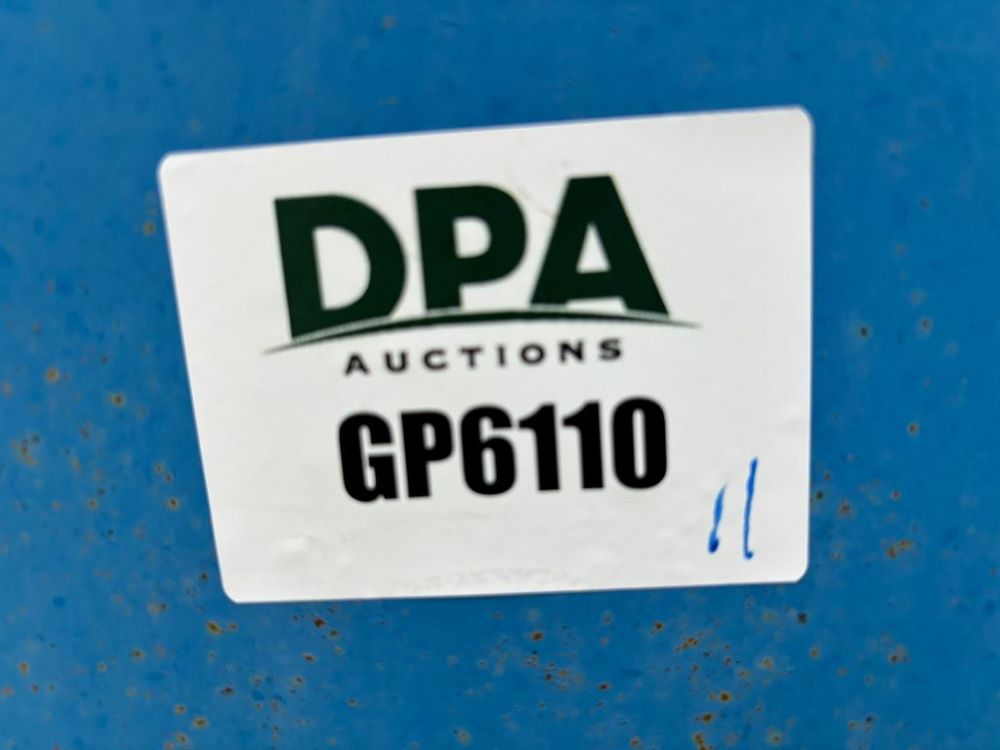 DPA
AUCTIONS
GP6110
11